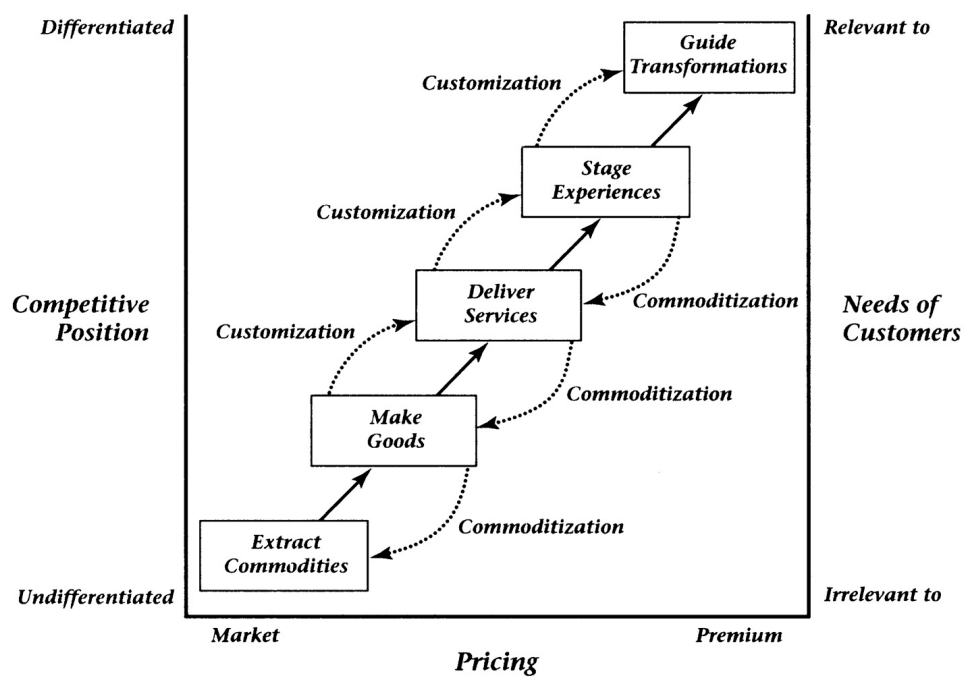 Differentiated
Relevant to
Guide
Transformations
Customization
Stage
Experiences
Customization
Commoditization
Deliver
Services
Competitive
Position
Needs of
Customers
Customization
Commoditization
Make
Goods
Commoditization
Extract
Commodities
Undifferentiated
Irrelevant to
Market
Premium
Pricing